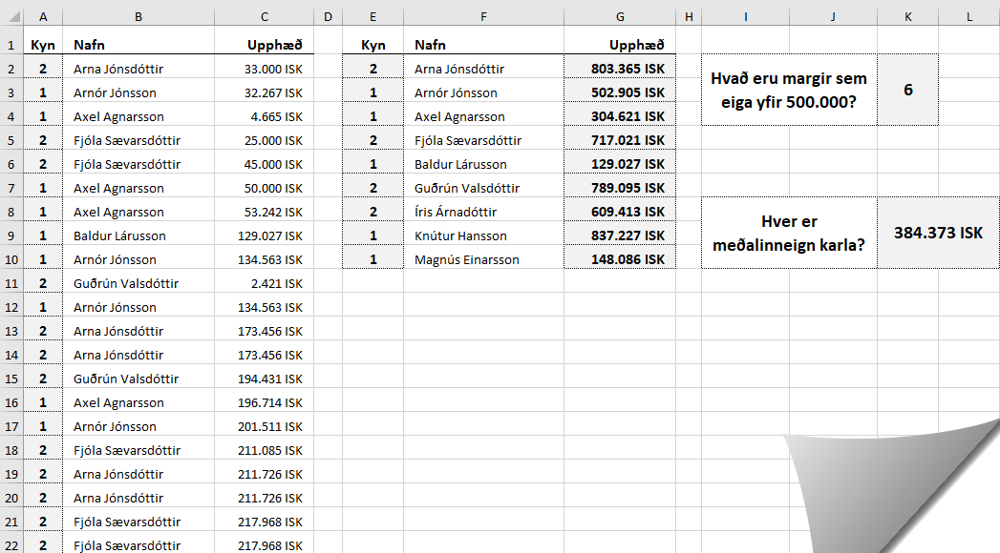 A B C D E F G H I J K L
1 Kyn Nafn Upphæð Kyn Nafn Upphæð
2 2 Arna Jónsdóttir 33.000 ISK 2 Arna Jónsdóttir 803.365 ISK
Hvað eru margir sem
eiga yfir 500.000?
6
3 1 Arnór Jónsson 32.267 ISK 1 Arnór Jónsson 502.905 ISK
4 1 Axel Agnarsson 4.665 ISK 1 Axel Agnarsson 304.621 ISK
5 2 Fjóla Sævarsdóttir 25.000 ISK 2 Fjóla Sævarsdóttir 717.021 ISK
6 2 Fjóla Sævarsdóttir 45.000 ISK 1 Baldur Lárusson 129.027 ISK
7 1 Axel Agnarsson 50.000 ISK 2 Guðrún Valsdóttir 789.095 ISK
8 1 Axel Agnarsson 53.242 ISK 2 Íris Árnadóttir 609.413 ISK
Hver er
meðalinneign karla?
384.373 ISK
9 1 Baldur Lárusson 129.027 ISK 1 Knútur Hansson 837.227 ISK
10 1 Arnór Jónsson 134.563 ISK 1 Magnús Einarsson 148.086 ISK
11 2 Guðrún Valsdóttir 2.421 ISK
12 1 Arnór Jónsson 134.563 ISK
13 2 Arna Jónsdóttir 173.456 ISK
14 2 Arna Jónsdóttir 173.456 ISK
15 2 Guðrún Valsdóttir 194.431 ISK
16 1 Axel Agnarsson 196.714 ISK
17 1 Arnór Jónsson 201.511 ISK
18 2 Fjóla Sævarsdóttir 211.085 ISK
19 2 Arna Jónsdóttir 211.726 ISK
20 2 Arna Jónsdóttir 211.726 ISK
21 2 Fjóla Sævarsdóttir 217.968 ISK
22 2 Fjóla Sævarsdóttir 217.968 ISK